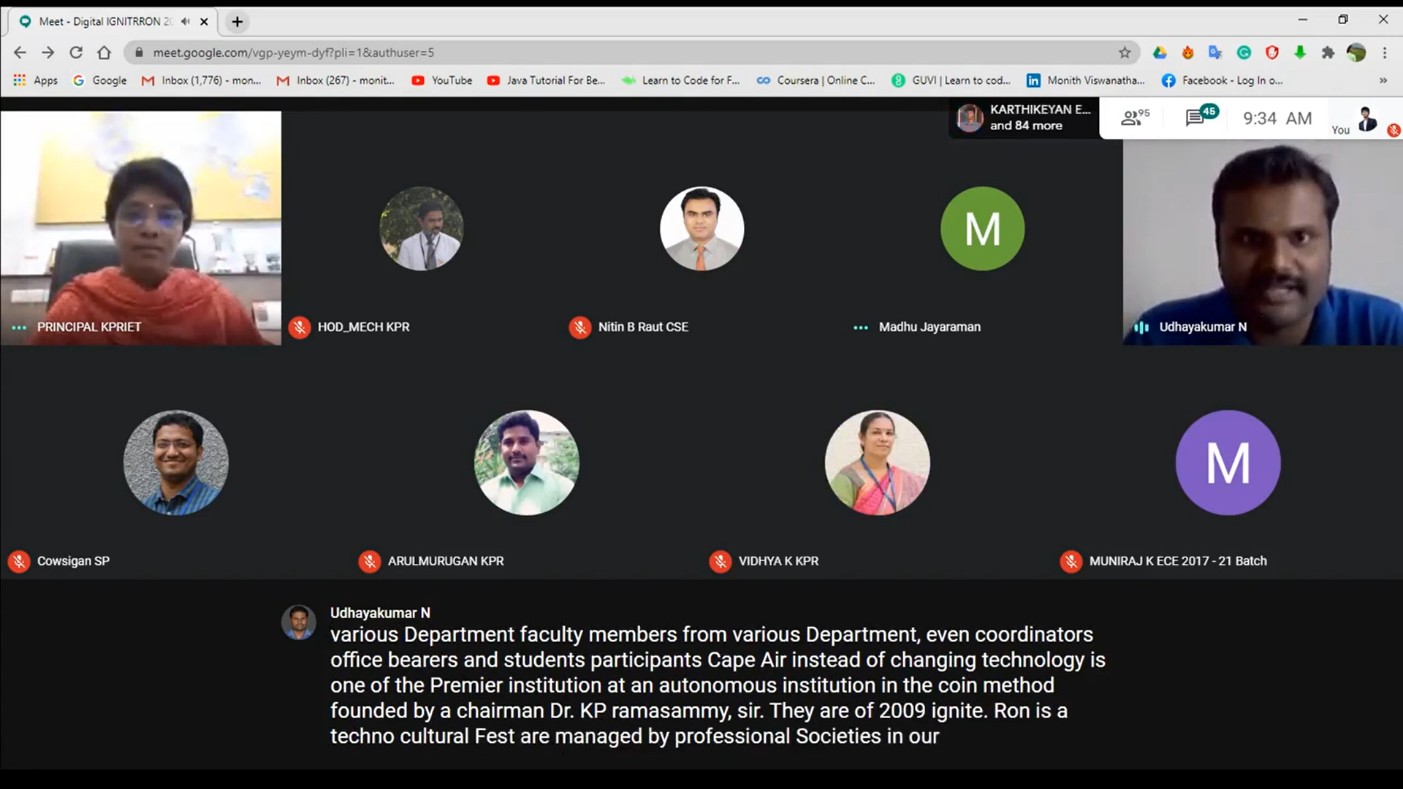 Meet - Digital IGNITRRON 20
meet.google.com/vgp-yeym-dyf?pli=1&authuser=5
Apps Google Inbox (1,776) - mon... Inbox (267) - monit... YouTube Java Tutorial For Be... Learn to Code for F... Coursera | Online C... GUVI | Learn to cod... Monith Viswanatha... Facebook - Log In o... »
KARTHIKEYAN E...
and 84 more
95
45
9:34 AM
You
PRINCIPAL KPRIET
HOD_MECH KPR
Nitin B Raut CSE
M
Madhu Jayaraman
Udhayakumar N
Cowsigan SP
ARULMURUGAN KPR
VIDHYA K KPR
M
MUNIRAJ K ECE 2017 - 21 Batch
Udhayakumar N
various Department faculty members from various Department, even coordinators
office bearers and students participants Cape Air instead of changing technology is
one of the Premier institution at an autonomous institution in the coin method
founded by a chairman Dr. KP ramasammy, sir. They are of 2009 ignite. Ron is a
techno cultural Fest are managed by professional Societies in our